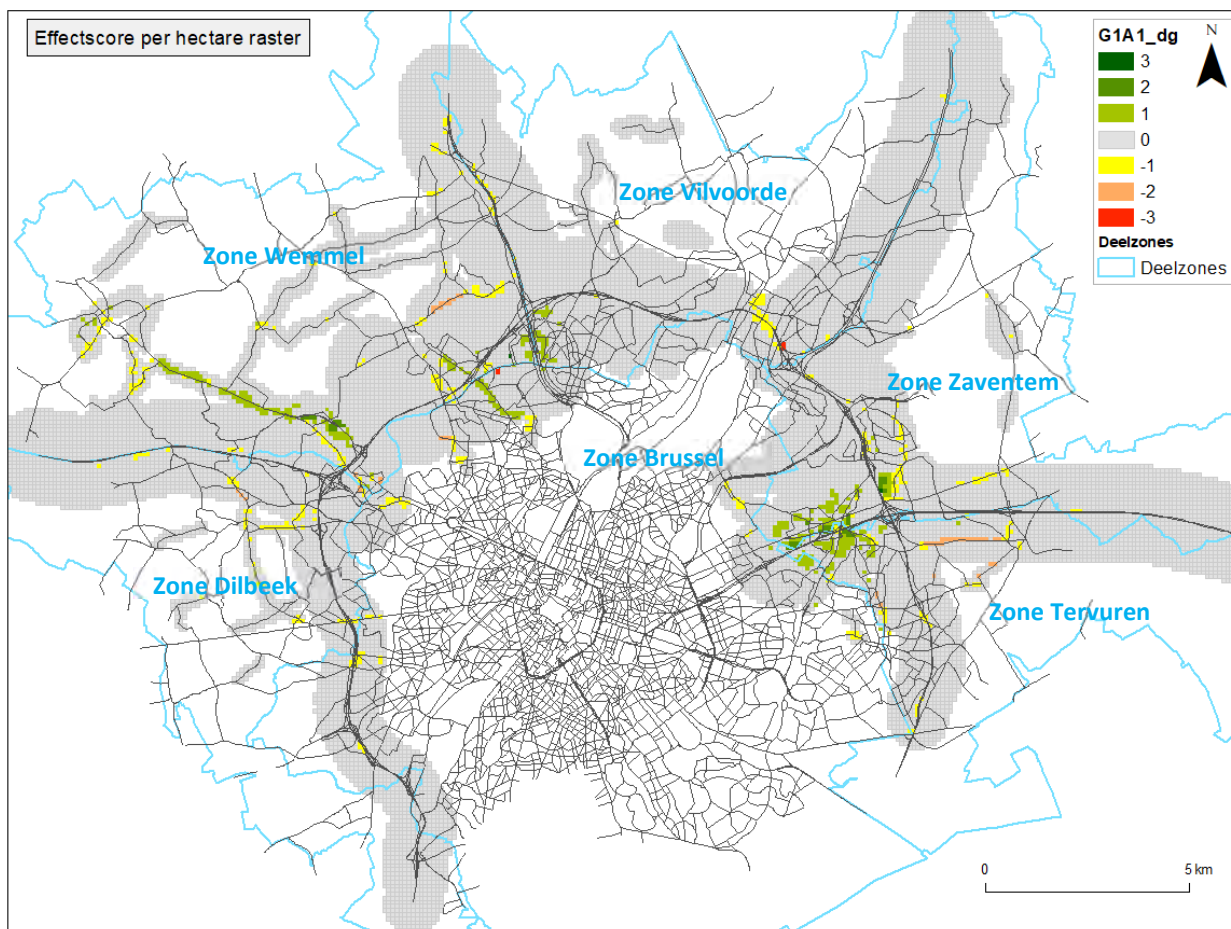 Effectscore per hectare raster
G1A1_dg
N
3
2
1
0
-1
-2
-3
Deelzones
Deelzones
Zone Vilvoorde
Zone Wemmel
Zone Zaventem
Zone Brussel
Zone Dilbeek
Zone Tervuren
0 5 km